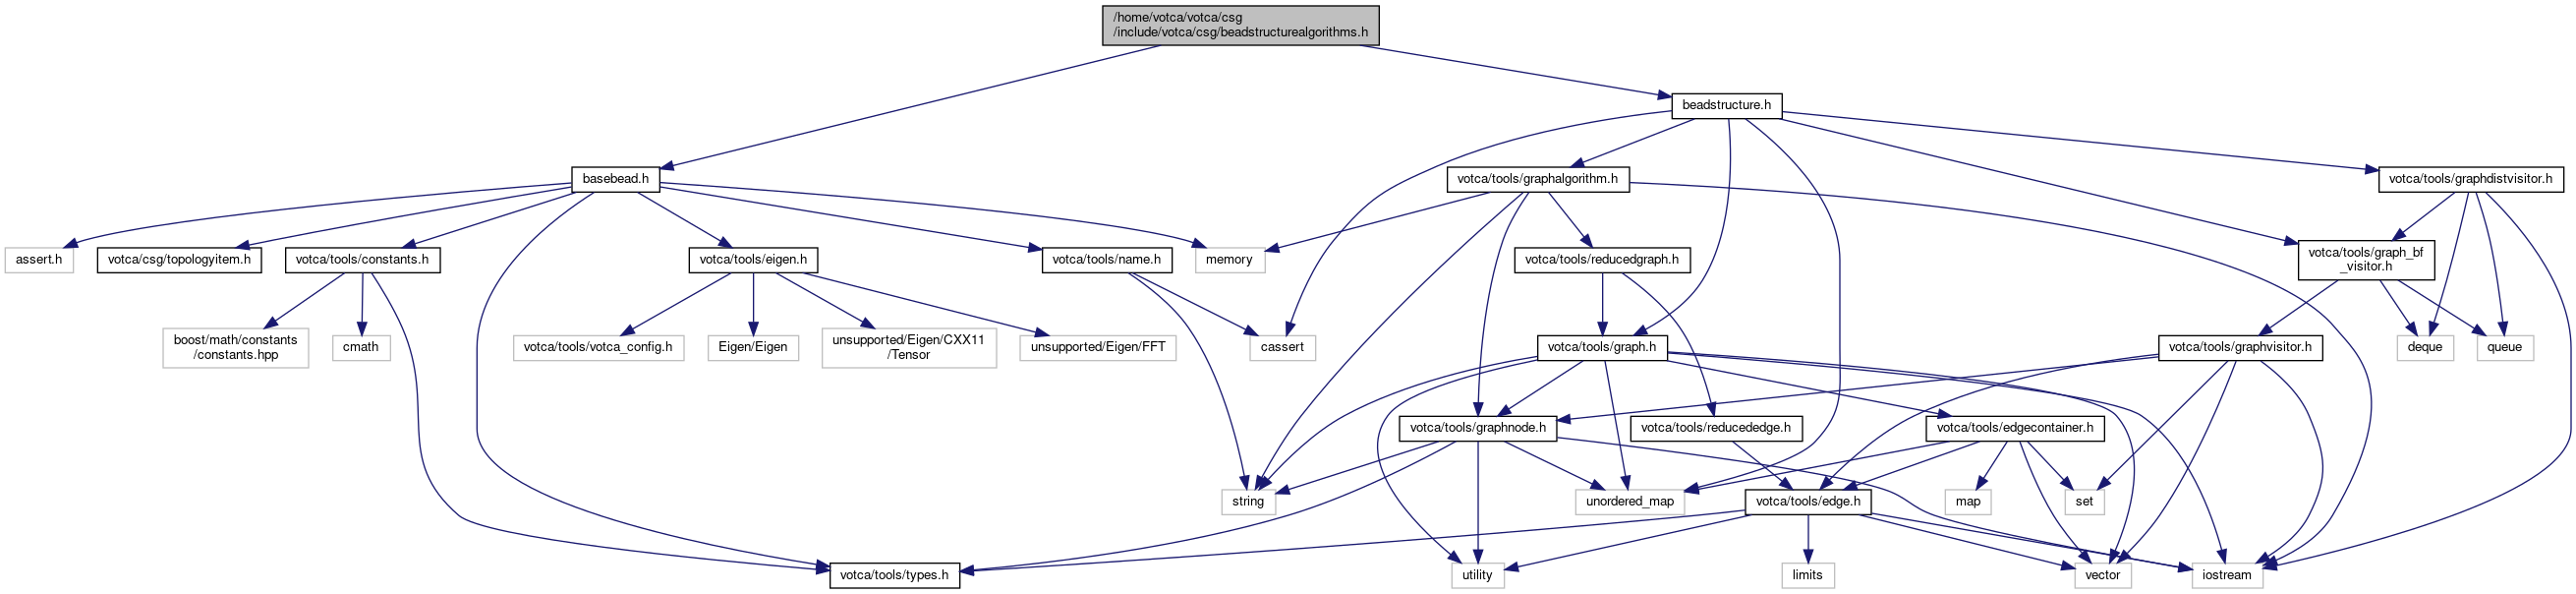 /home/votca/votca/csg
/include/votca/csg/beadstructurealgorithms.h
beadstructure.h
basebead.h
votca/tools/graphalgorithm.h
votca/tools/graphdistvisitor.h
assert.h
votca/csg/topologyitem.h
votca/tools/constants.h
votca/tools/eigen.h
votca/tools/name.h
memory
votca/tools/reducedgraph.h
votca/tools/graph_bf
_visitor.h
boost/math/constants
/constants.hpp
cmath
votca/tools/votca_config.h
Eigen/Eigen
unsupported/Eigen/CXX11
/Tensor
unsupported/Eigen/FFT
cassert
votca/tools/graph.h
votca/tools/graphvisitor.h
deque
queue
votca/tools/graphnode.h
votca/tools/reducededge.h
votca/tools/edgecontainer.h
string
unordered_map
votca/tools/edge.h
map
set
votca/tools/types.h
utility
limits
vector
iostream